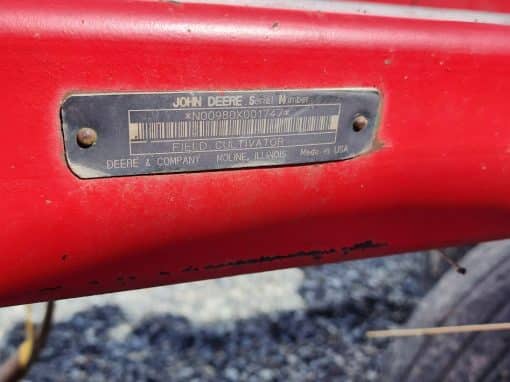 JOHN DEERE Serial Number
*N00980X001747*
FIELD CULTIVATOR
DEERE & COMPANY MOLINE, ILLINOIS Made in USA